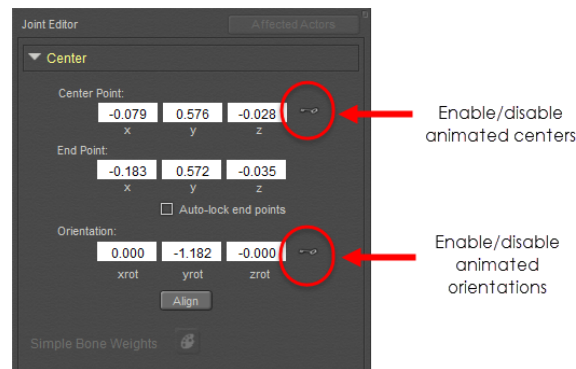 Joint Editor
Affected Actors
Center
Center Point:
-0.079 0.576 -0.028
x y z
End Point:
-0.183 0.572 -0.035
x y z
Auto-lock end points
Orientation:
0.000 -1.182 -0.000
xrot yrot zrot
Align
Simple Bone Weights
Enable/disable
animated centers
Enable/disable
animated
orientations